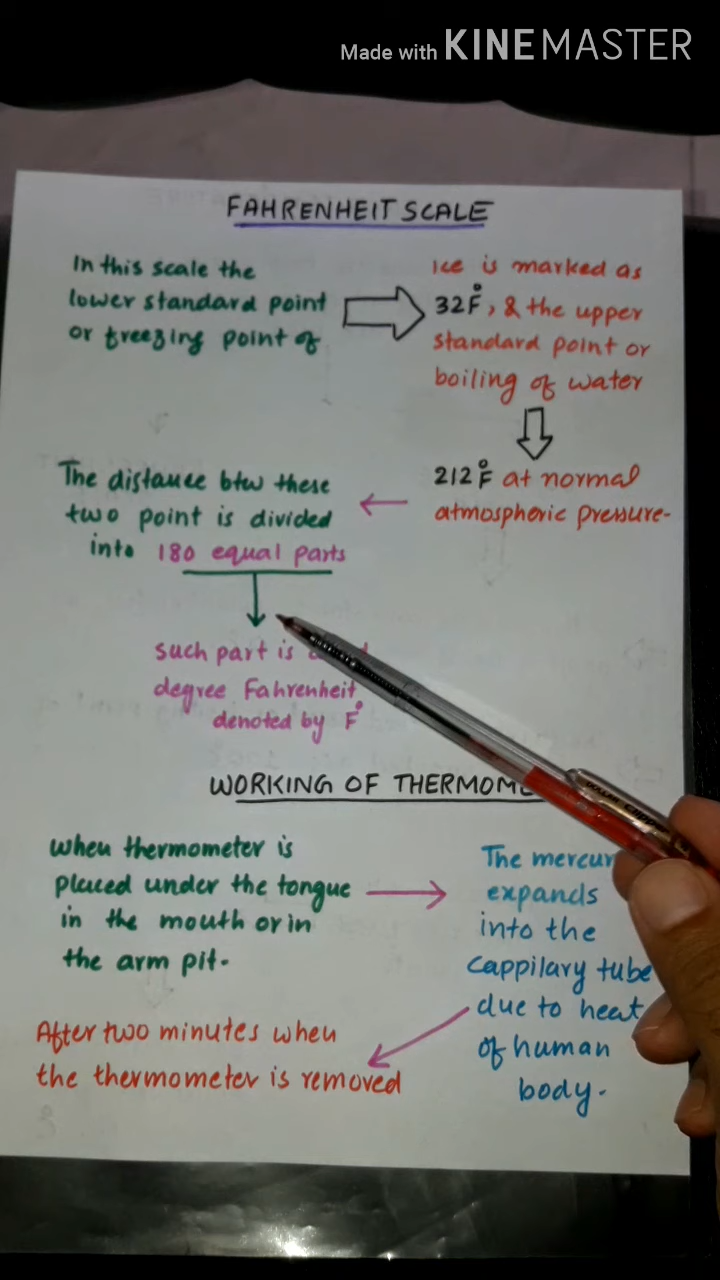 Made with KINEMASTER
FAHRENHEIT SCALE
In this scale the
lower standard point
or freezing point of
ice is marked as
32°F, & the upper
standard point or
boiling of water
212°F at normal
atmospheric pressure-
The distance btw these
two point is divided
into 180 equal parts
such part is
degree Fahrenheit
denoted by F°
WORKING OF
When thermometer is
placed under the tongue
in the mouth or in
the arm pit.
The
expands
into the
cappilary tube
due to heat
of human
body.
After two minutes when
the thermometer is removed